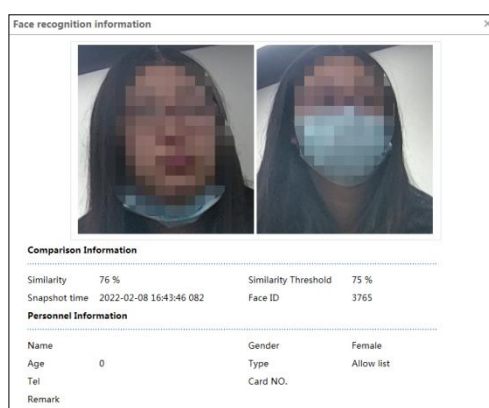 Face recognition information
Comparison Information
Similarity 76 % Similarity Threshold 75 %
Snapshot time 2022-02-08 16:43:46 082 Face ID 3765
Personnel Information
Name Gender Female
Age 0 Type Allow list
Tel Card NO.
Remark